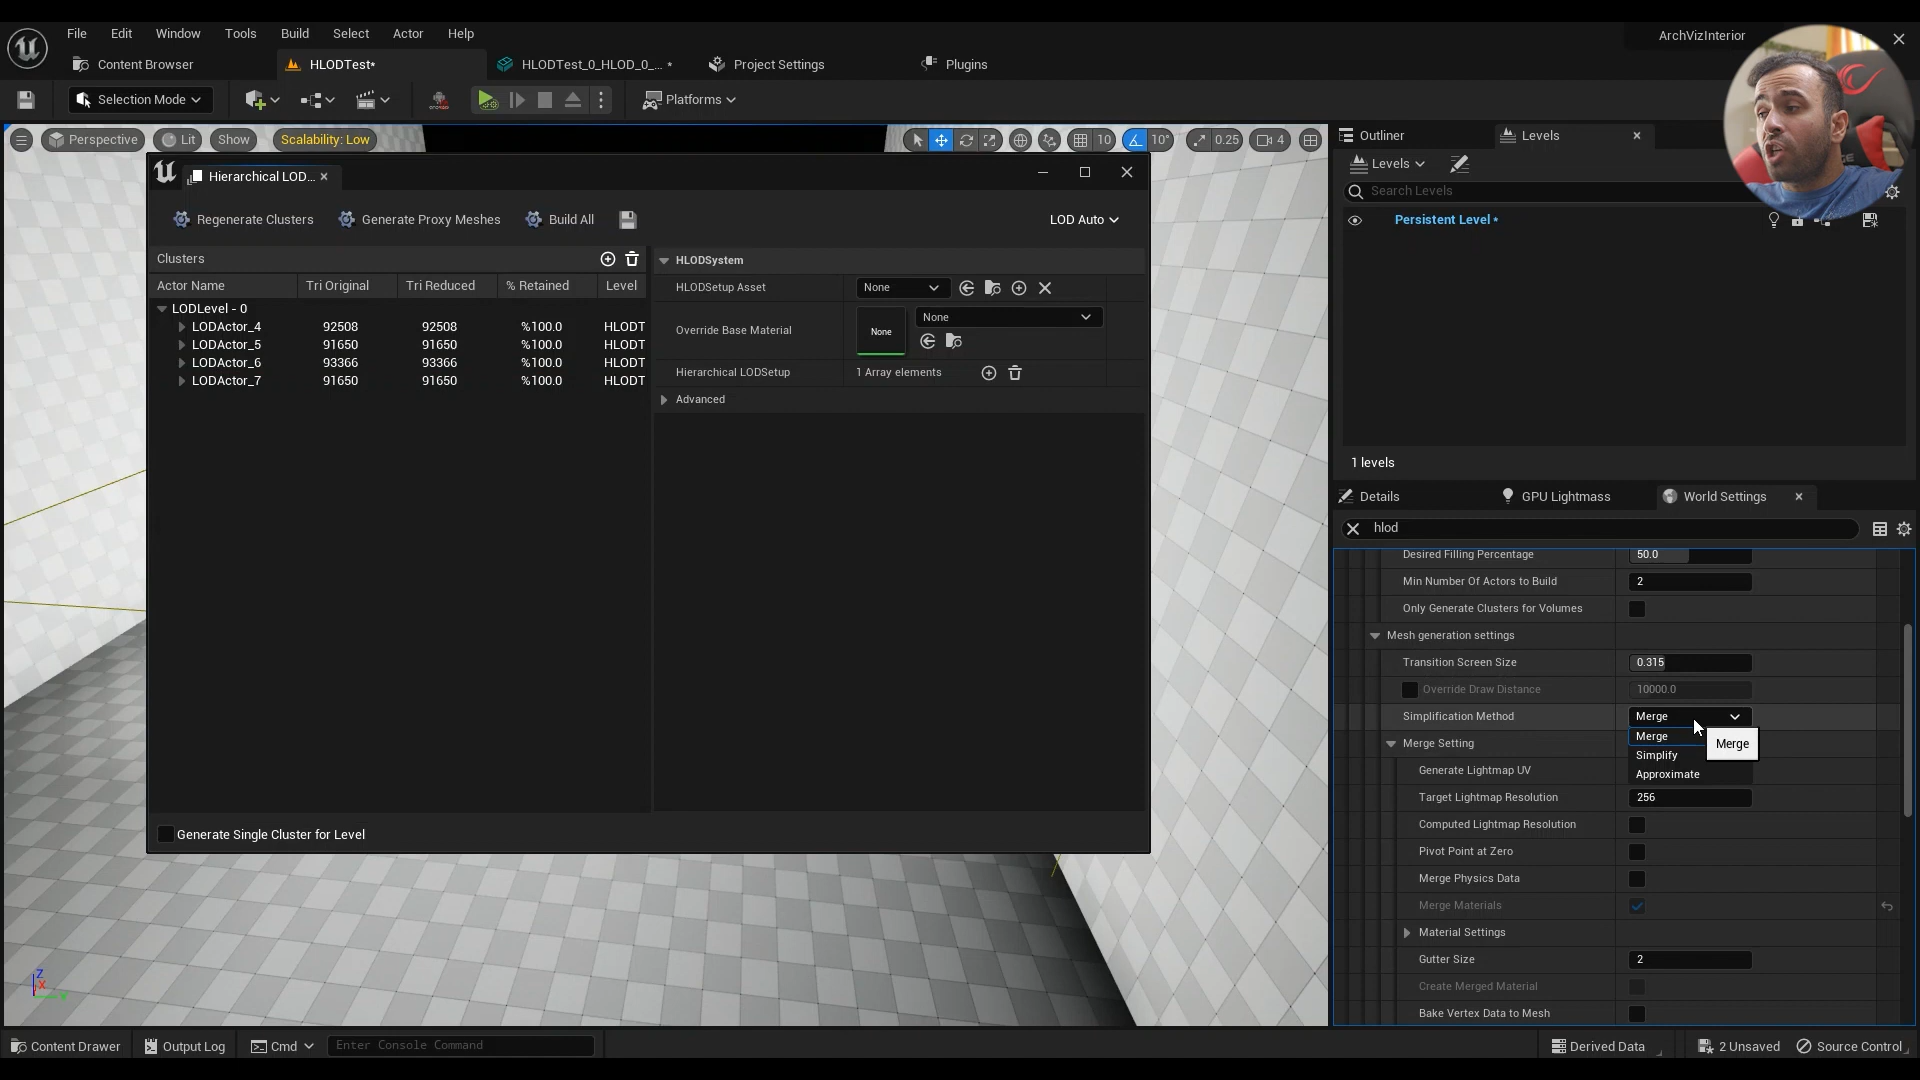 File Edit Window Tools Build Select Actor Help
ArchVizInterior
Content Browser
HLODTest*
HLODTest_0_HLOD_0_... *
Project Settings
Plugins
Selection Mode
Platforms
Perspective
Lit
Show
Scalability: Low
10
10°
0.25
4
Hierarchical LOD...
Regenerate Clusters
Generate Proxy Meshes
Build All
LOD Auto
Clusters
Actor Name Tri Original Tri Reduced % Retained Level
LODLevel - 0
LODActor_4 92508 92508 %100.0 HLODT
LODActor_5 91650 91650 %100.0 HLODT
LODActor_6 93366 93366 %100.0 HLODT
LODActor_7 91650 91650 %100.0 HLODT
Generate Single Cluster for Level
HLODSystem
HLODSetup Asset None
Override Base Material None None
Hierarchical LODSetup 1 Array elements
Advanced
Outliner
Levels
Levels
Search Levels
Persistent Level *
1 levels
Details
GPU Lightmass
World Settings
hlod
Desired Filling Percentage 50.0
Min Number Of Actors to Build 2
Only Generate Clusters for Volumes
Mesh generation settings
Transition Screen Size 0.315
Override Draw Distance 10000.0
Simplification Method Merge
Merge
Simplify
Approximate
Merge
Merge Setting
Generate Lightmap UV
Target Lightmap Resolution 256
Computed Lightmap Resolution
Pivot Point at Zero
Merge Physics Data
Merge Materials
Material Settings
Gutter Size 2
Create Merged Material
Bake Vertex Data to Mesh
Z
X
Content Drawer
Output Log
Cmd
Enter Console Command
Derived Data
2 Unsaved
Source Control